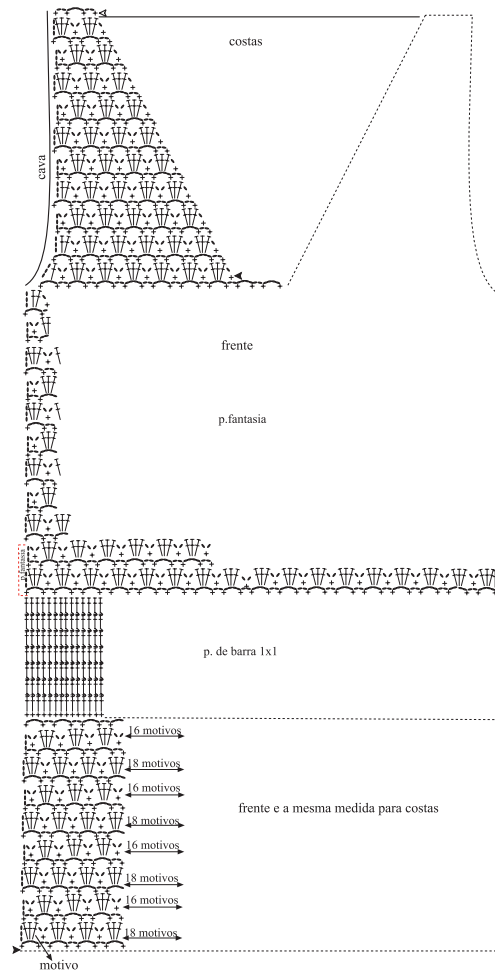 costas
cava
frente
p.fantasia
p.fantasia
p. de barra 1x1
16 motivos
18 motivos
16 motivos
frente e a mesma medida para costas
18 motivos
16 motivos
18 motivos
16 motivos
18 motivos
motivo